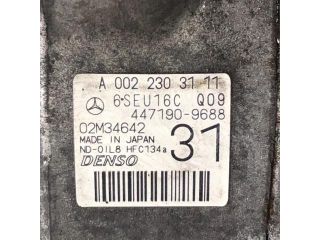 A 002 230 31 11
6SEU16C Q09
447190-9688
02M34642
MADE IN JAPAN
ND-OIL8 HFC134a
31
DENSO